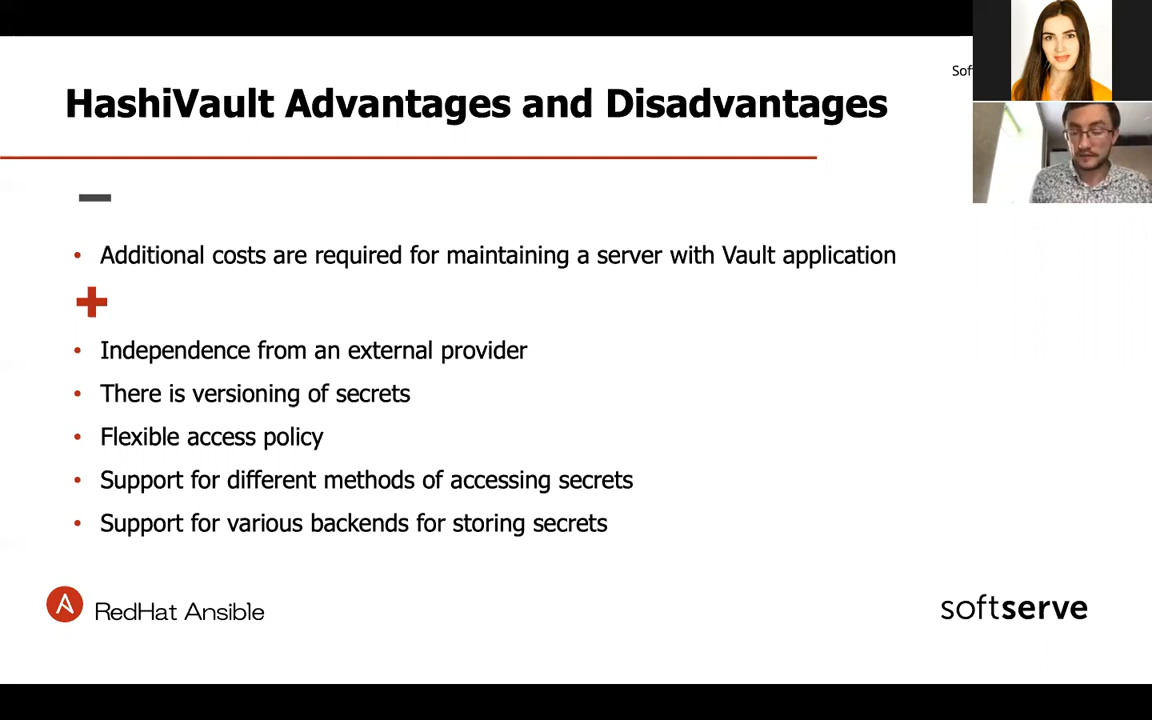 Sof
HashiVault Advantages and Disadvantages
Additional costs are required for maintaining a server with Vault application
Independence from an external provider
There is versioning of secrets
Flexible access policy
Support for different methods of accessing secrets
Support for various backends for storing secrets
RedHat Ansible
softserve